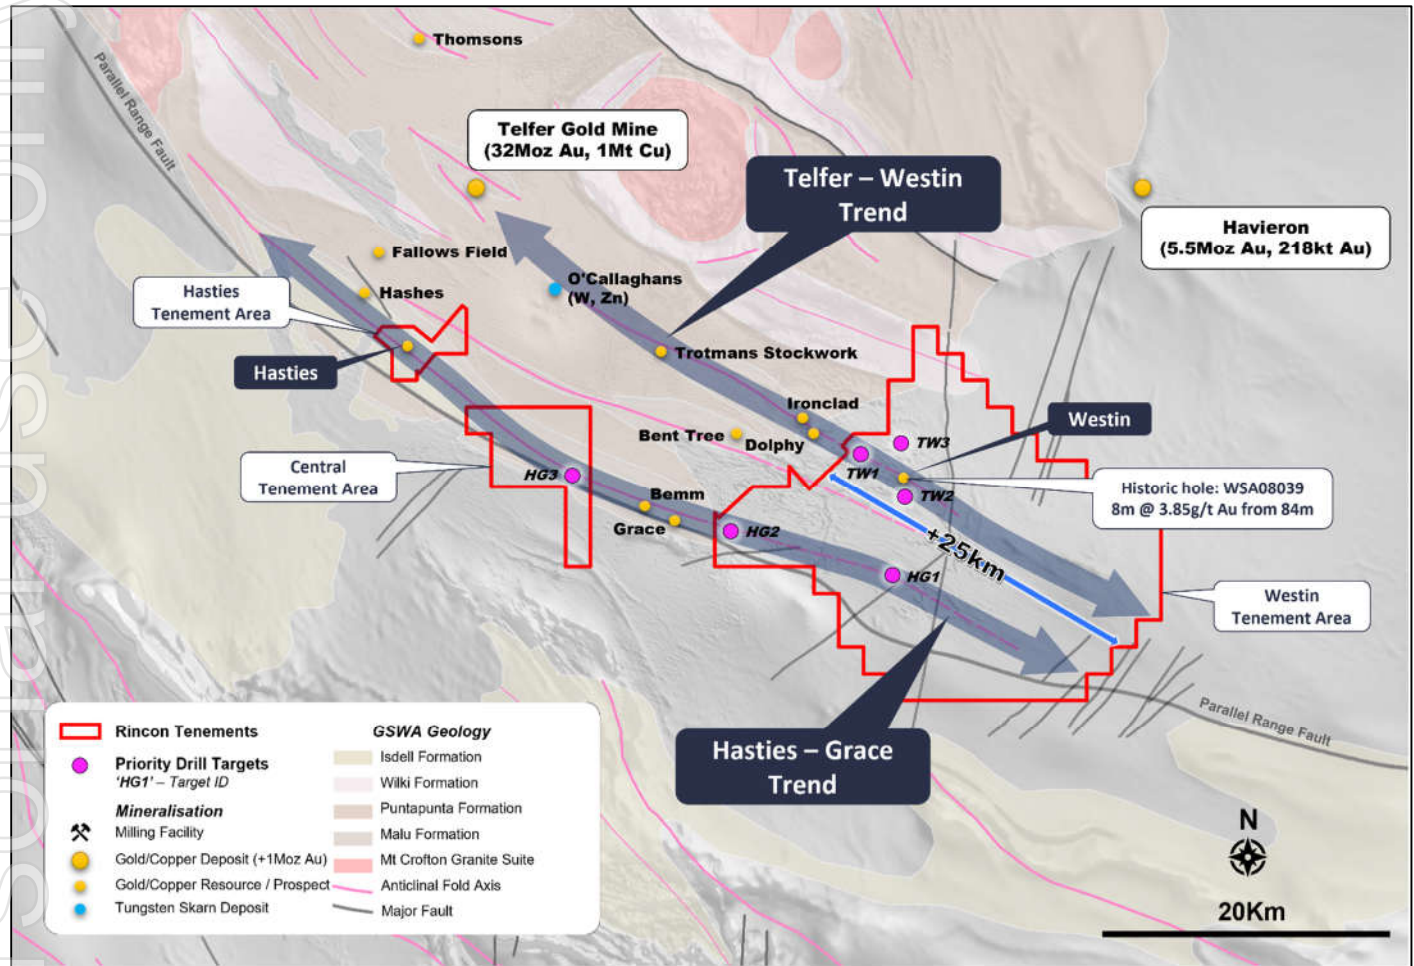 Thomsons
Parallel Range Fault
Telfer Gold Mine
(32Moz Au, 1Mt Cu)
Telfer – Westin
Trend
Havieron
(5.5Moz Au, 218kt Au)
Fallows Field
O'Callaghans
(W, Zn)
Hasties
Tenement Area
Hashes
Hasties
Trotmans Stockwork
Ironclad
Bent Tree
Dolphy
TW3
TW1
TW2
Westin
Central
Tenement Area
HG3
Bemm
Grace
HG2
HG1
+25km
Historic hole: WSA08039
8m @ 3.85g/t Au from 84m
Westin
Tenement Area
Parallel Range Fault
Hasties – Grace
Trend
Rincon Tenements
Priority Drill Targets
'HG1' – Target ID
Mineralisation
Milling Facility
Gold/Copper Deposit (+1Moz Au)
Gold/Copper Resource / Prospect
Tungsten Skarn Deposit
GSWA Geology
Isdell Formation
Wilki Formation
Puntapunta Formation
Malu Formation
Mt Crofton Granite Suite
Anticlinal Fold Axis
Major Fault
N
20Km